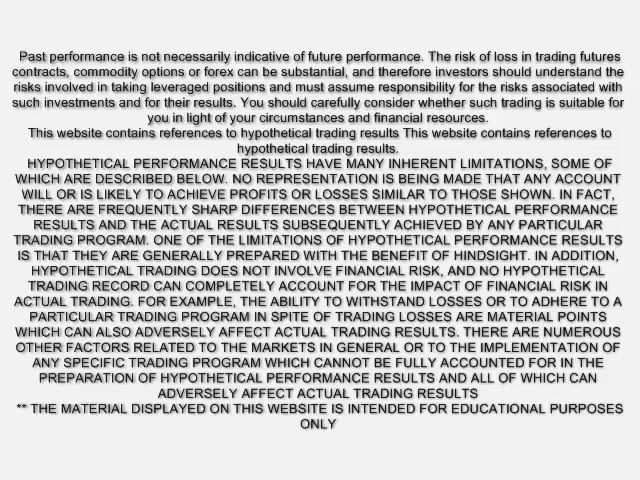 Past performance is not necessarily indicative of future performance. The risk of loss in trading futures
contracts, commodity options or forex can be substantial, and therefore investors should understand the
risks involved in taking leveraged positions and must assume responsibility for the risks associated with
such investments and for their results. You should carefully consider whether such trading is suitable for
you in light of your circumstances and financial resources.
This website contains references to hypothetical trading results This website contains references to
hypothetical trading results.
HYPOTHETICAL PERFORMANCE RESULTS HAVE MANY INHERENT LIMITATIONS, SOME OF
WHICH ARE DESCRIBED BELOW. NO REPRESENTATION IS BEING MADE THAT ANY ACCOUNT
WILL OR IS LIKELY TO ACHIEVE PROFITS OR LOSSES SIMILAR TO THOSE SHOWN. IN FACT,
THERE ARE FREQUENTLY SHARP DIFFERENCES BETWEEN HYPOTHETICAL PERFORMANCE
RESULTS AND THE ACTUAL RESULTS SUBSEQUENTLY ACHIEVED BY ANY PARTICULAR
TRADING PROGRAM. ONE OF THE LIMITATIONS OF HYPOTHETICAL PERFORMANCE RESULTS
IS THAT THEY ARE GENERALLY PREPARED WITH THE BENEFIT OF HINDSIGHT. IN ADDITION,
HYPOTHETICAL TRADING DOES NOT INVOLVE FINANCIAL RISK, AND NO HYPOTHETICAL
TRADING RECORD CAN COMPLETELY ACCOUNT FOR THE IMPACT OF FINANCIAL RISK IN
ACTUAL TRADING. FOR EXAMPLE, THE ABILITY TO WITHSTAND LOSSES OR TO ADHERE TO A
PARTICULAR TRADING PROGRAM IN SPITE OF TRADING LOSSES ARE MATERIAL POINTS
WHICH CAN ALSO ADVERSELY AFFECT ACTUAL TRADING RESULTS. THERE ARE NUMEROUS
OTHER FACTORS RELATED TO THE MARKETS IN GENERAL OR TO THE IMPLEMENTATION OF
ANY SPECIFIC TRADING PROGRAM WHICH CANNOT BE FULLY ACCOUNTED FOR IN THE
PREPARATION OF HYPOTHETICAL PERFORMANCE RESULTS AND ALL OF WHICH CAN
ADVERSELY AFFECT ACTUAL TRADING RESULTS
** THE MATERIAL DISPLAYED ON THIS WEBSITE IS INTENDED FOR EDUCATIONAL PURPOSES
ONLY